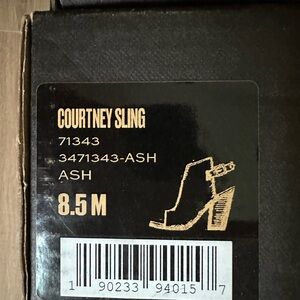 COURTNEY SLING
71343
3471343-ASH
ASH
8.5 M
1 90233 94015 7